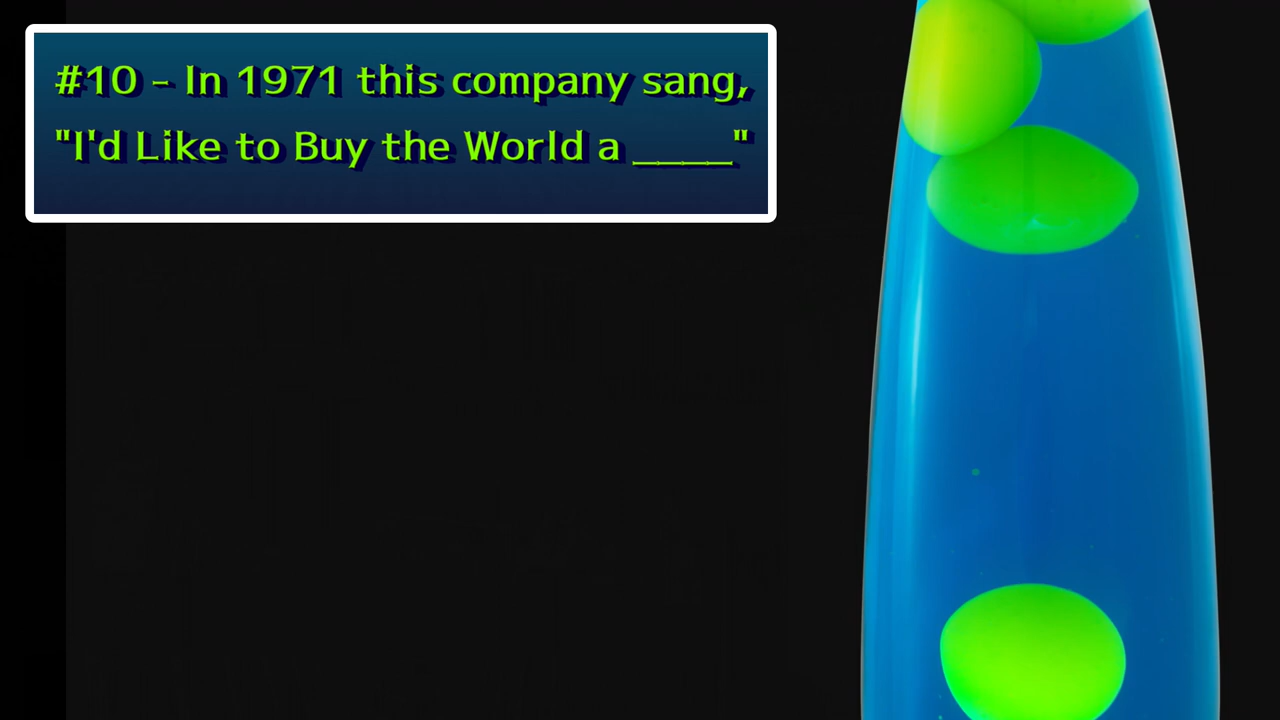 #10 - In 1971 this company sang,
"I'd Like to Buy the World a ____"